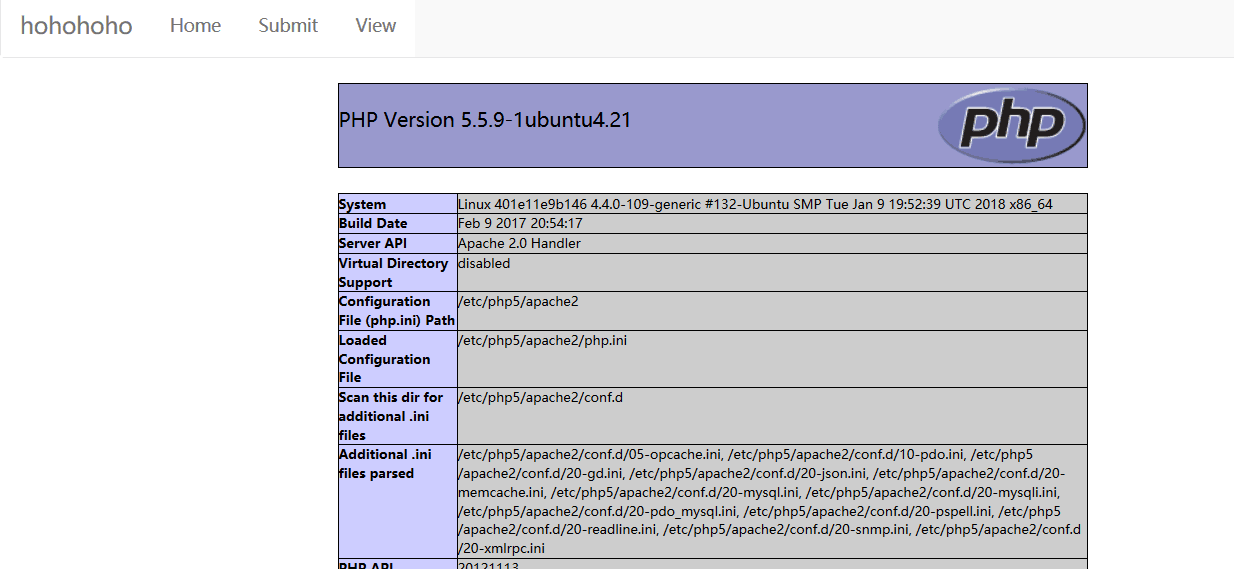 hohohoho Home Submit View
PHP Version 5.5.9-1ubuntu4.21
php
System Linux 401e11e9b146 4.4.0-109-generic #132-Ubuntu SMP Tue Jan 9 19:52:39 UTC 2018 x86_64
Build Date Feb 9 2017 20:54:17
Server API Apache 2.0 Handler
Virtual Directory disabled
Support
Configuration /etc/php5/apache2
File (php.ini) Path
Loaded /etc/php5/apache2/php.ini
Configuration
File
Scan this dir for /etc/php5/apache2/conf.d
additional .ini
files
Additional .ini /etc/php5/apache2/conf.d/05-opcache.ini, /etc/php5/apache2/conf.d/10-pdo.ini, /etc/php5
files parsed /apache2/conf.d/20-gd.ini, /etc/php5/apache2/conf.d/20-json.ini, /etc/php5/apache2/conf.d/20-
memcache.ini, /etc/php5/apache2/conf.d/20-mysql.ini, /etc/php5/apache2/conf.d/20-mysqli.ini,
/etc/php5/apache2/conf.d/20-pdo_mysql.ini, /etc/php5/apache2/conf.d/20-pspell.ini, /etc/php5
/apache2/conf.d/20-readline.ini, /etc/php5/apache2/conf.d/20-snmp.ini, /etc/php5/apache2/conf.d
/20-xmlrpc.ini
PHP API 20121113